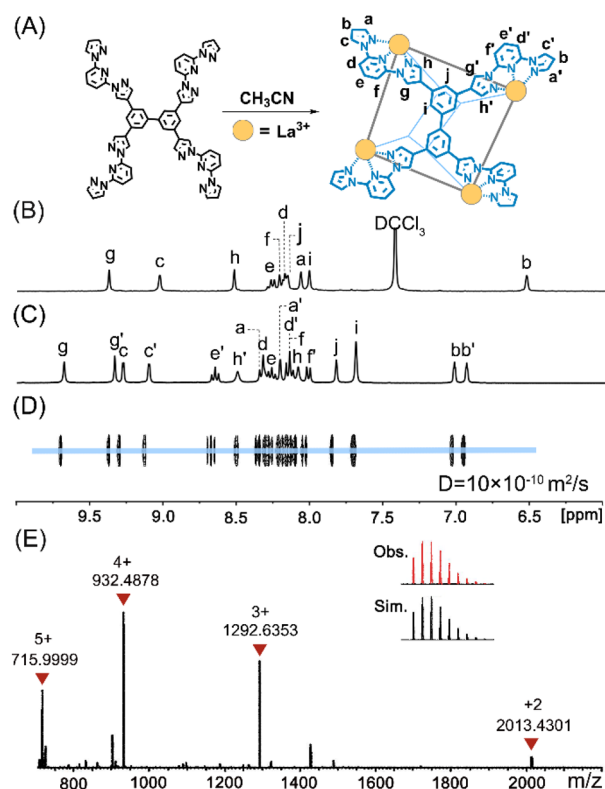 (A)
N N N N N N N N N N N N N N N N N N N N
CH₃CN
= La³⁺
b a c d e f g h i j
g' h' f' e' d' c' b a'
(B)
g c h e f d j a i DCCl₃ b
(C)
g g' c c' e' h' a d e a' d' f h f' j i bb'
(D)
D=10×10⁻¹⁰ m²/s
9.5 9.0 8.5 8.0 7.5 7.0 6.5 [ppm]
(E)
5+
715.9999
4+
932.4878
3+
1292.6353
+2
2013.4301
Obs.
Sim.
800 1000 1200 1400 1600 1800 2000 m/z